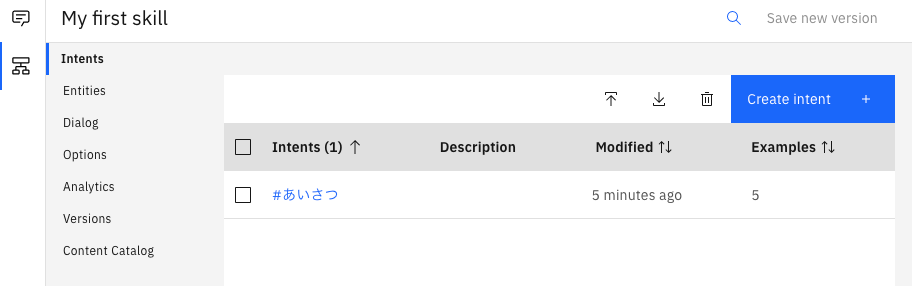 My first skill
Save new version
Intents
Entities
Dialog
Options
Analytics
Versions
Content Catalog
Create intent +
Intents (1) Description Modified Examples
#あいさつ 5 minutes ago 5